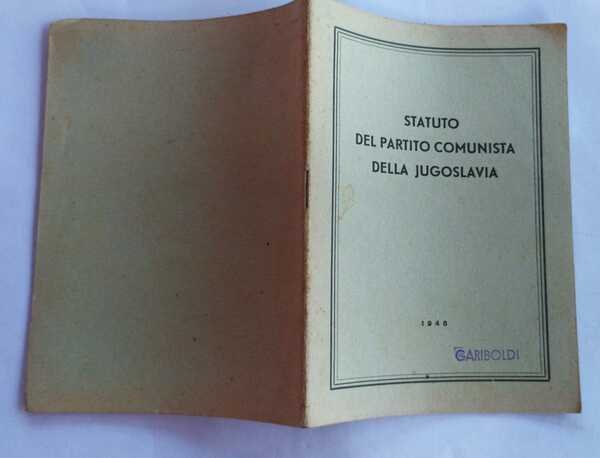 STATUTO
DEL PARTITO COMUNISTA
DELLA JUGOSLAVIA
1948
GARIBOLDI